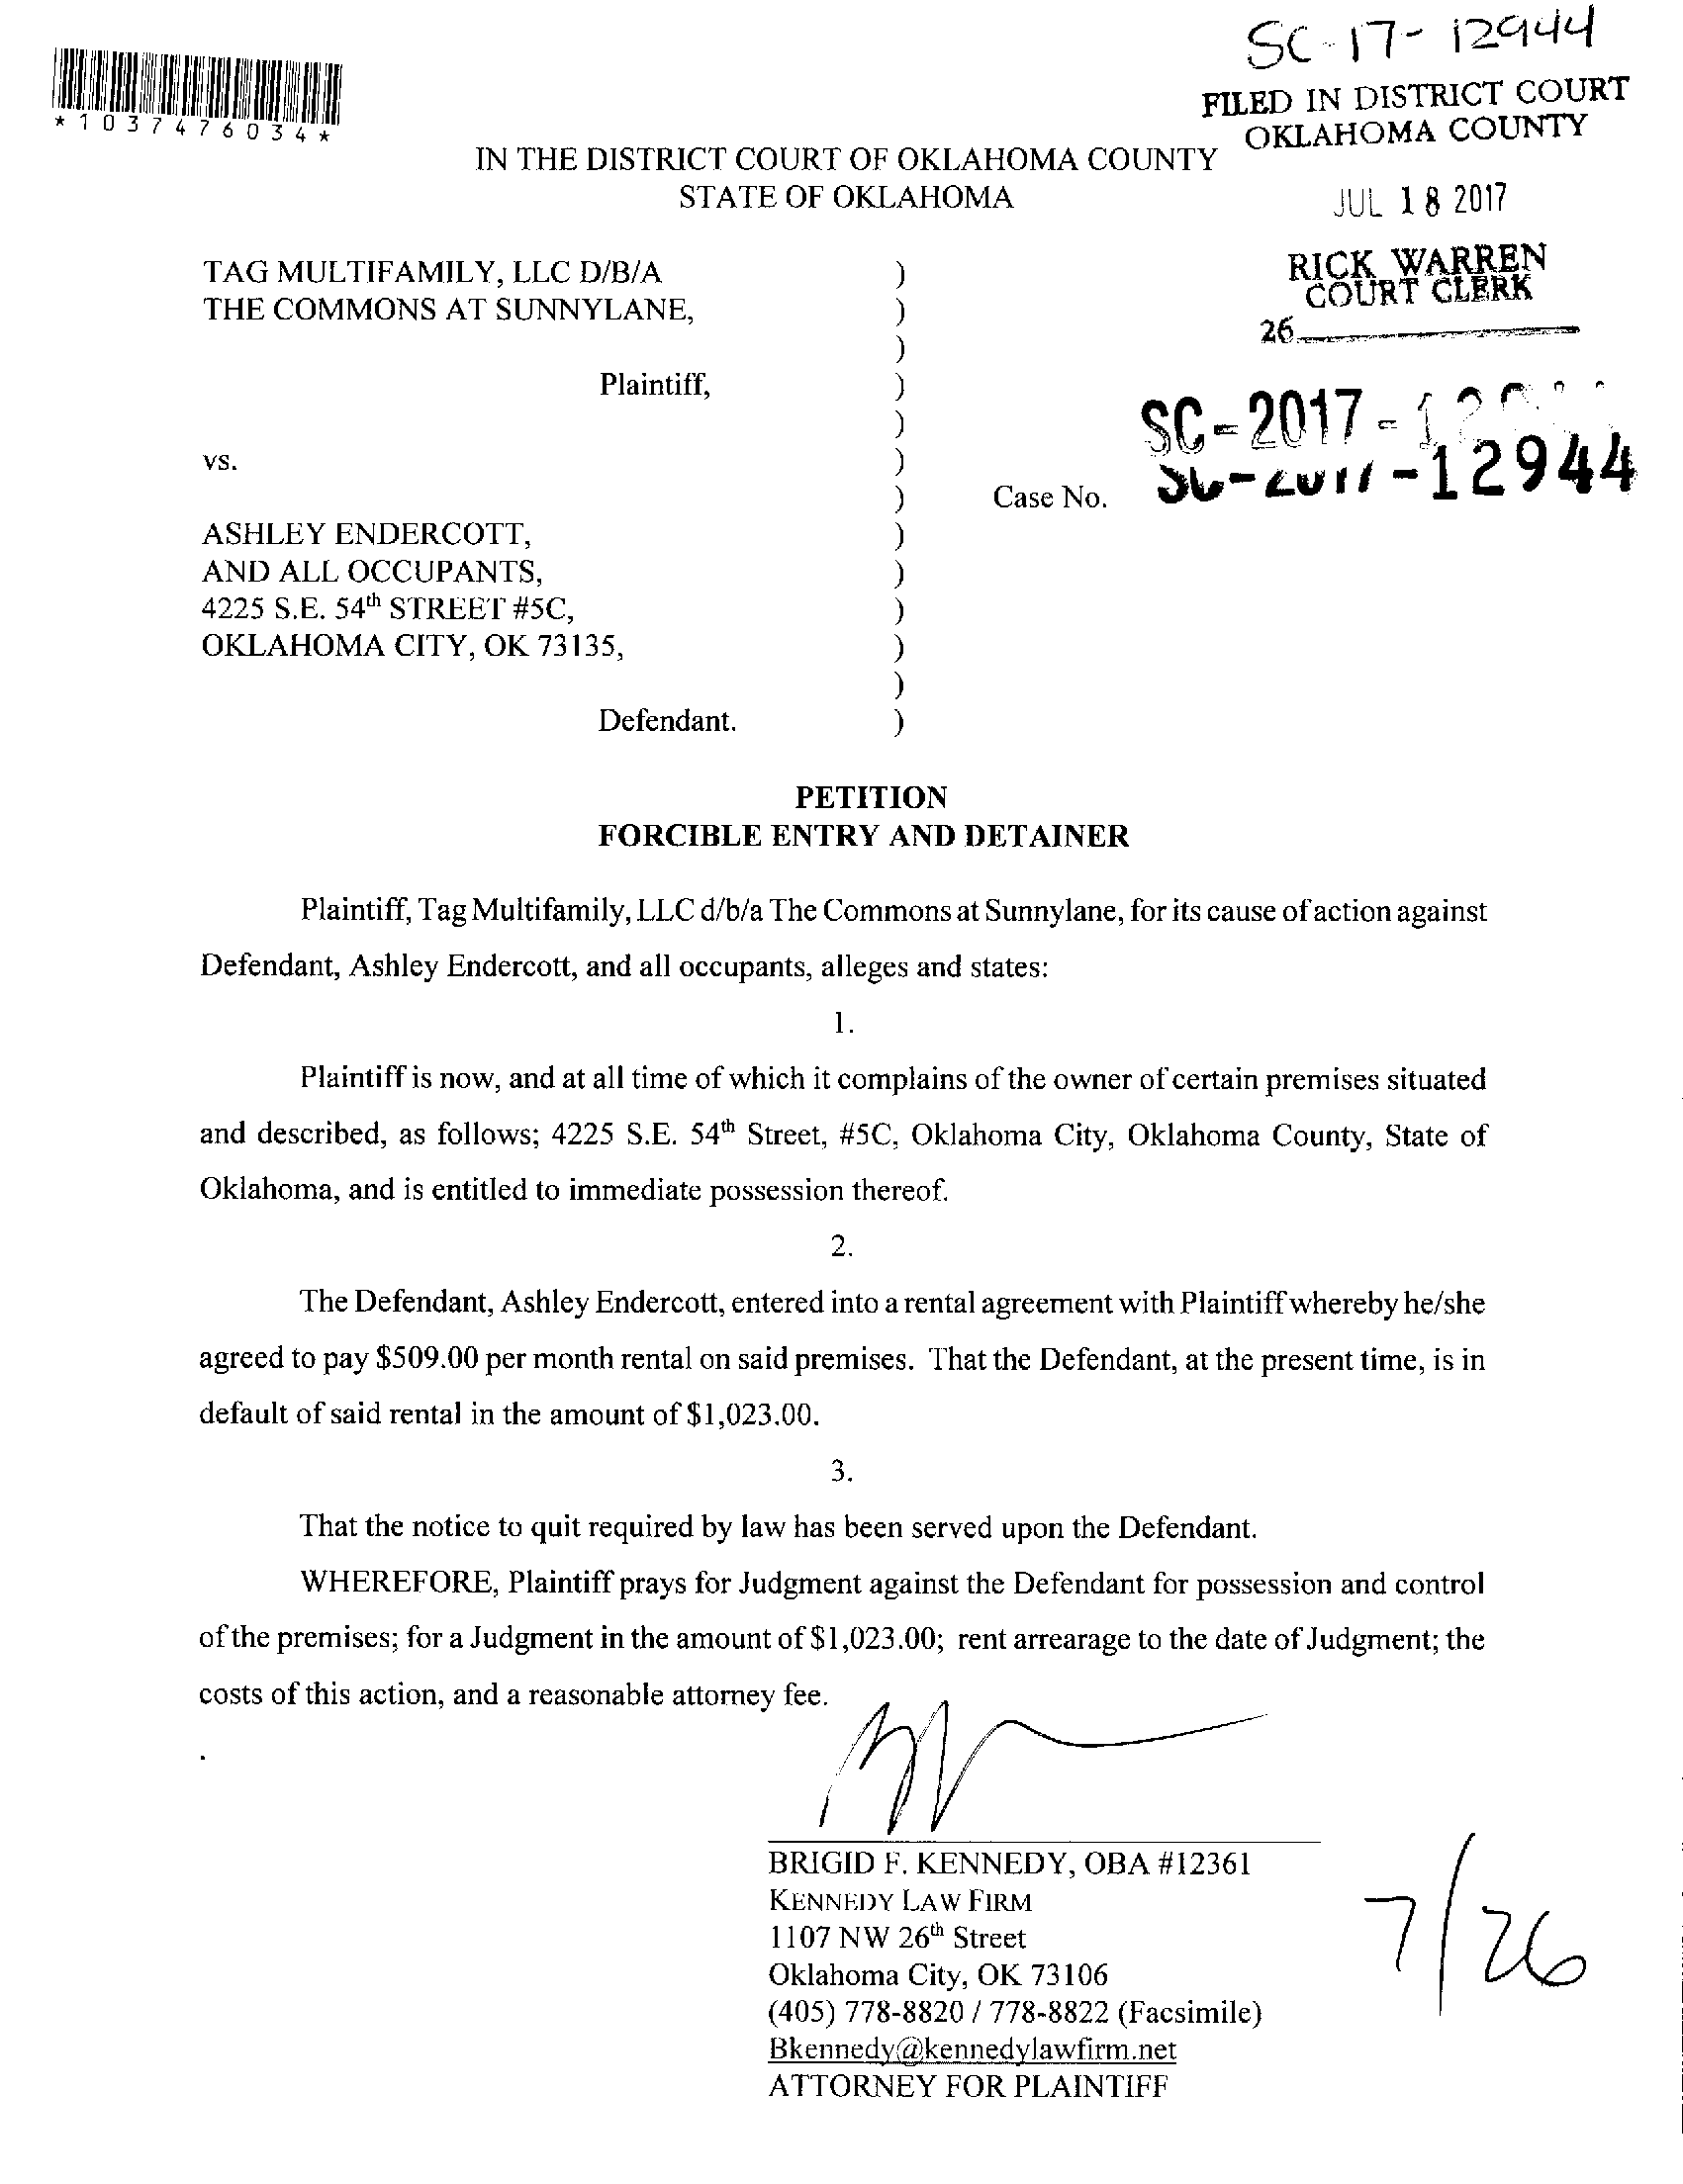 SC-17-12944
FILED IN DISTRICT COURT
OKLAHOMA COUNTY
*1037476034*
IN THE DISTRICT COURT OF OKLAHOMA COUNTY
STATE OF OKLAHOMA
JUL 18 2017
RICK WARREN
COURT CLERK
26
TAG MULTIFAMILY, LLC D/B/A )
THE COMMONS AT SUNNYLANE, )
)
Plaintiff, )
)
SC-2017-
vs. )
) Case No. SC-2017-12944
ASHLEY ENDERCOTT, )
AND ALL OCCUPANTS, )
4225 S.E. 54th STREET #5C, )
OKLAHOMA CITY, OK 73135, )
)
Defendant. )
PETITION
FORCIBLE ENTRY AND DETAINER
Plaintiff, Tag Multifamily, LLC d/b/a The Commons at Sunnylane, for its cause of action against
Defendant, Ashley Endercott, and all occupants, alleges and states:
1.
Plaintiff is now, and at all time of which it complains of the owner of certain premises situated
and described, as follows; 4225 S.E. 54th Street, #5C, Oklahoma City, Oklahoma County, State of
Oklahoma, and is entitled to immediate possession thereof.
2.
The Defendant, Ashley Endercott, entered into a rental agreement with Plaintiff whereby he/she
agreed to pay $509.00 per month rental on said premises. That the Defendant, at the present time, is in
default of said rental in the amount of $1,023.00.
3.
That the notice to quit required by law has been served upon the Defendant.
WHEREFORE, Plaintiff prays for Judgment against the Defendant for possession and control
of the premises; for a Judgment in the amount of $1,023.00; rent arrearage to the date of Judgment; the
costs of this action, and a reasonable attorney fee.
.
BRIGID F. KENNEDY, OBA #12361
KENNEDY LAW FIRM
1107 NW 26th Street
Oklahoma City, OK 73106
(405) 778-8820 / 778-8822 (Facsimile)
Bkennedy@kennedylawfirm.net
ATTORNEY FOR PLAINTIFF
7/26